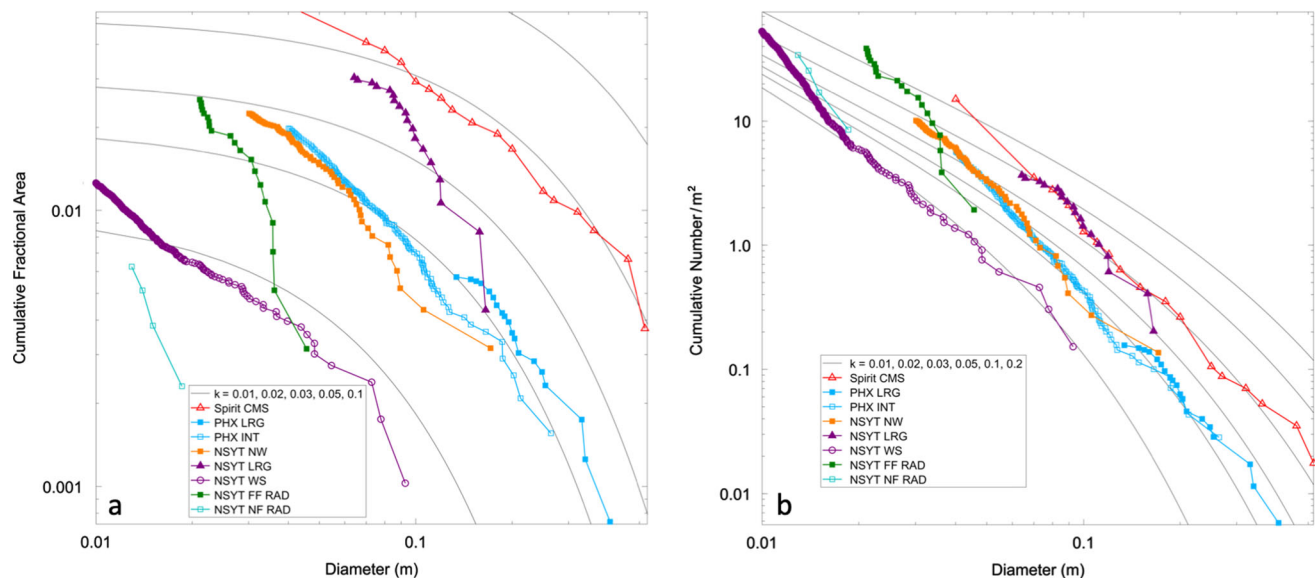 Cumulative Fractional Area
0.01
0.001
a
k = 0.01, 0.02, 0.03, 0.05, 0.1
Spirit CMS
PHX LRG
PHX INT
NSYT NW
NSYT LRG
NSYT WS
NSYT FF RAD
NSYT NF RAD
0.01
0.1
Diameter (m)
Cumulative Number/m²
10
1.0
0.1
0.01
b
k = 0.01, 0.02, 0.03, 0.05, 0.1, 0.2
Spirit CMS
PHX LRG
PHX INT
NSYT NW
NSYT LRG
NSYT WS
NSYT FF RAD
NSYT NF RAD
0.01
0.1
Diameter (m)